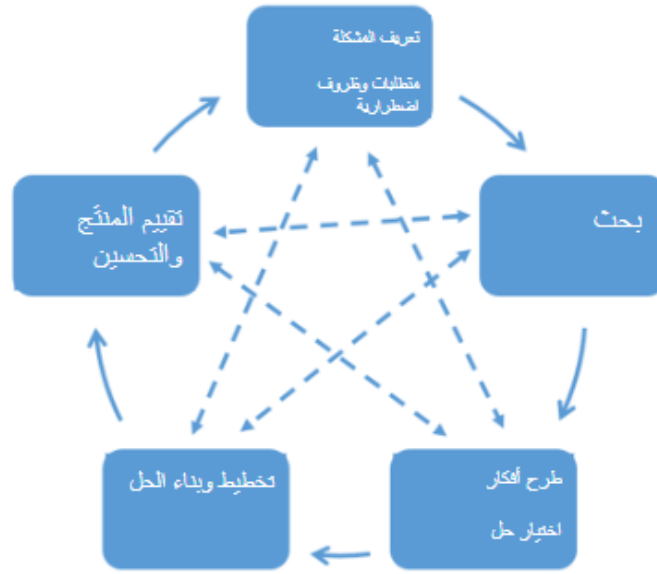 تعريف المشكلة
متطلبات وظروف
اضطرارية
بحث
طرح أفكار
اختيار حل
تخطيط وبناء الحل
تقييم المنتَج
والتحسين